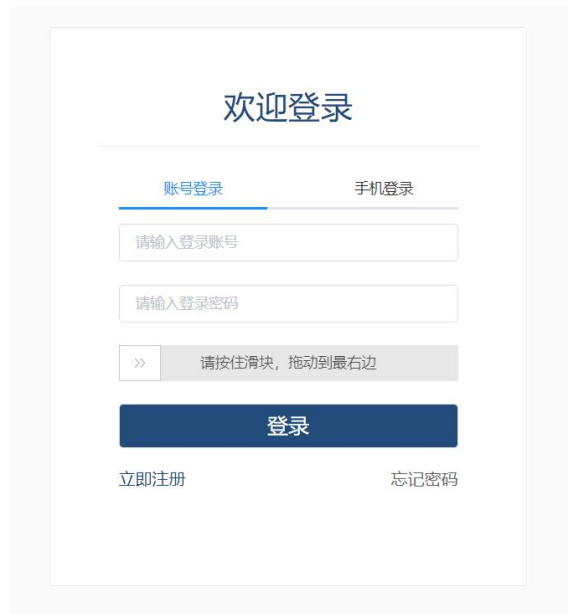 欢迎登录
账号登录 手机登录
请输入登录账号
请输入登录密码
>> 请按住滑块，拖动到最右边
登录
立即注册 忘记密码